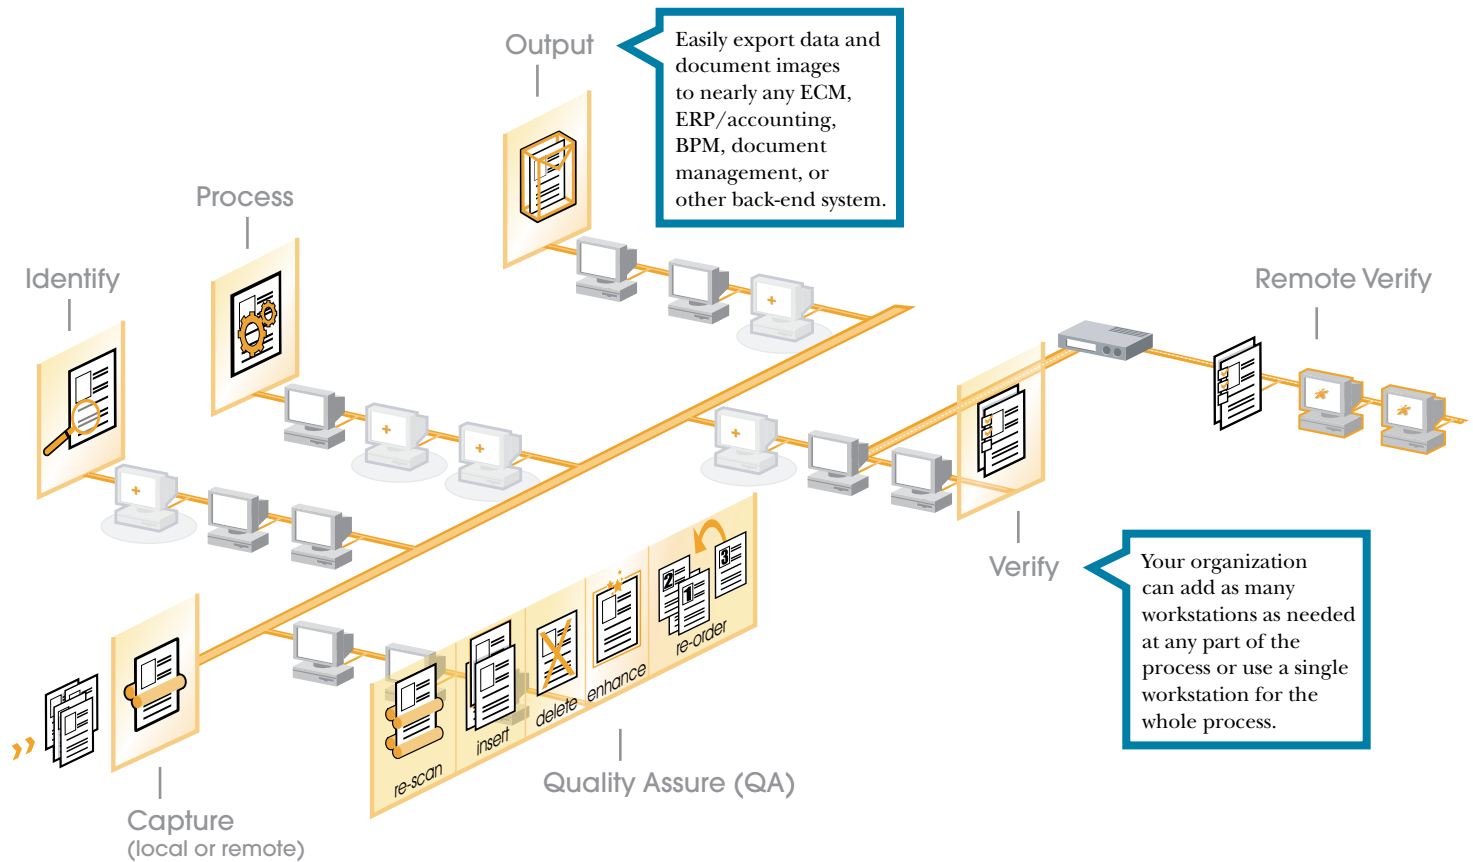 Output
Easily export data and
document images
to nearly any ECM,
ERP/accounting,
BPM, document
management, or
other back-end system.
Process
Identify
Remote Verify
Verify
Your organization
can add as many
workstations as needed
at any part of the
process or use a single
workstation for the
whole process.
re-scan
insert
delete
enhance
re-order
2
1
3
Quality Assure (QA)
Capture
(local or remote)